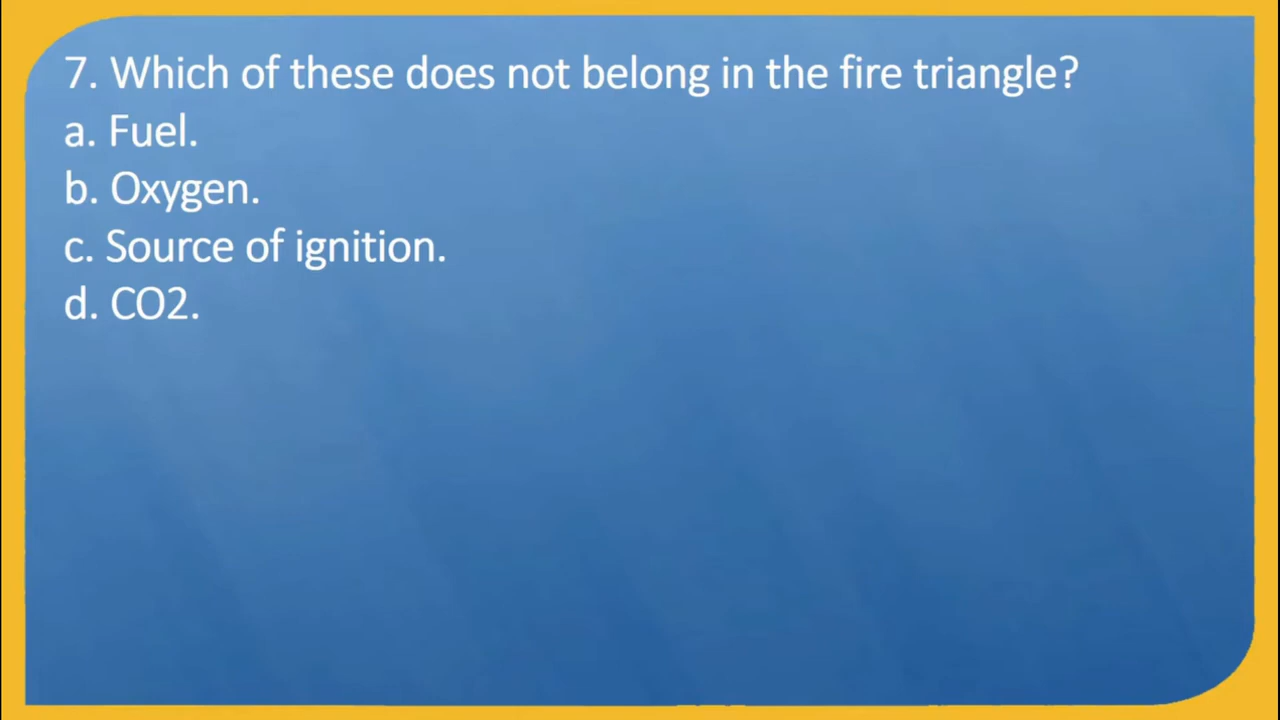 7. Which of these does not belong in the fire triangle?
a. Fuel.
b. Oxygen.
c. Source of ignition.
d. CO2.